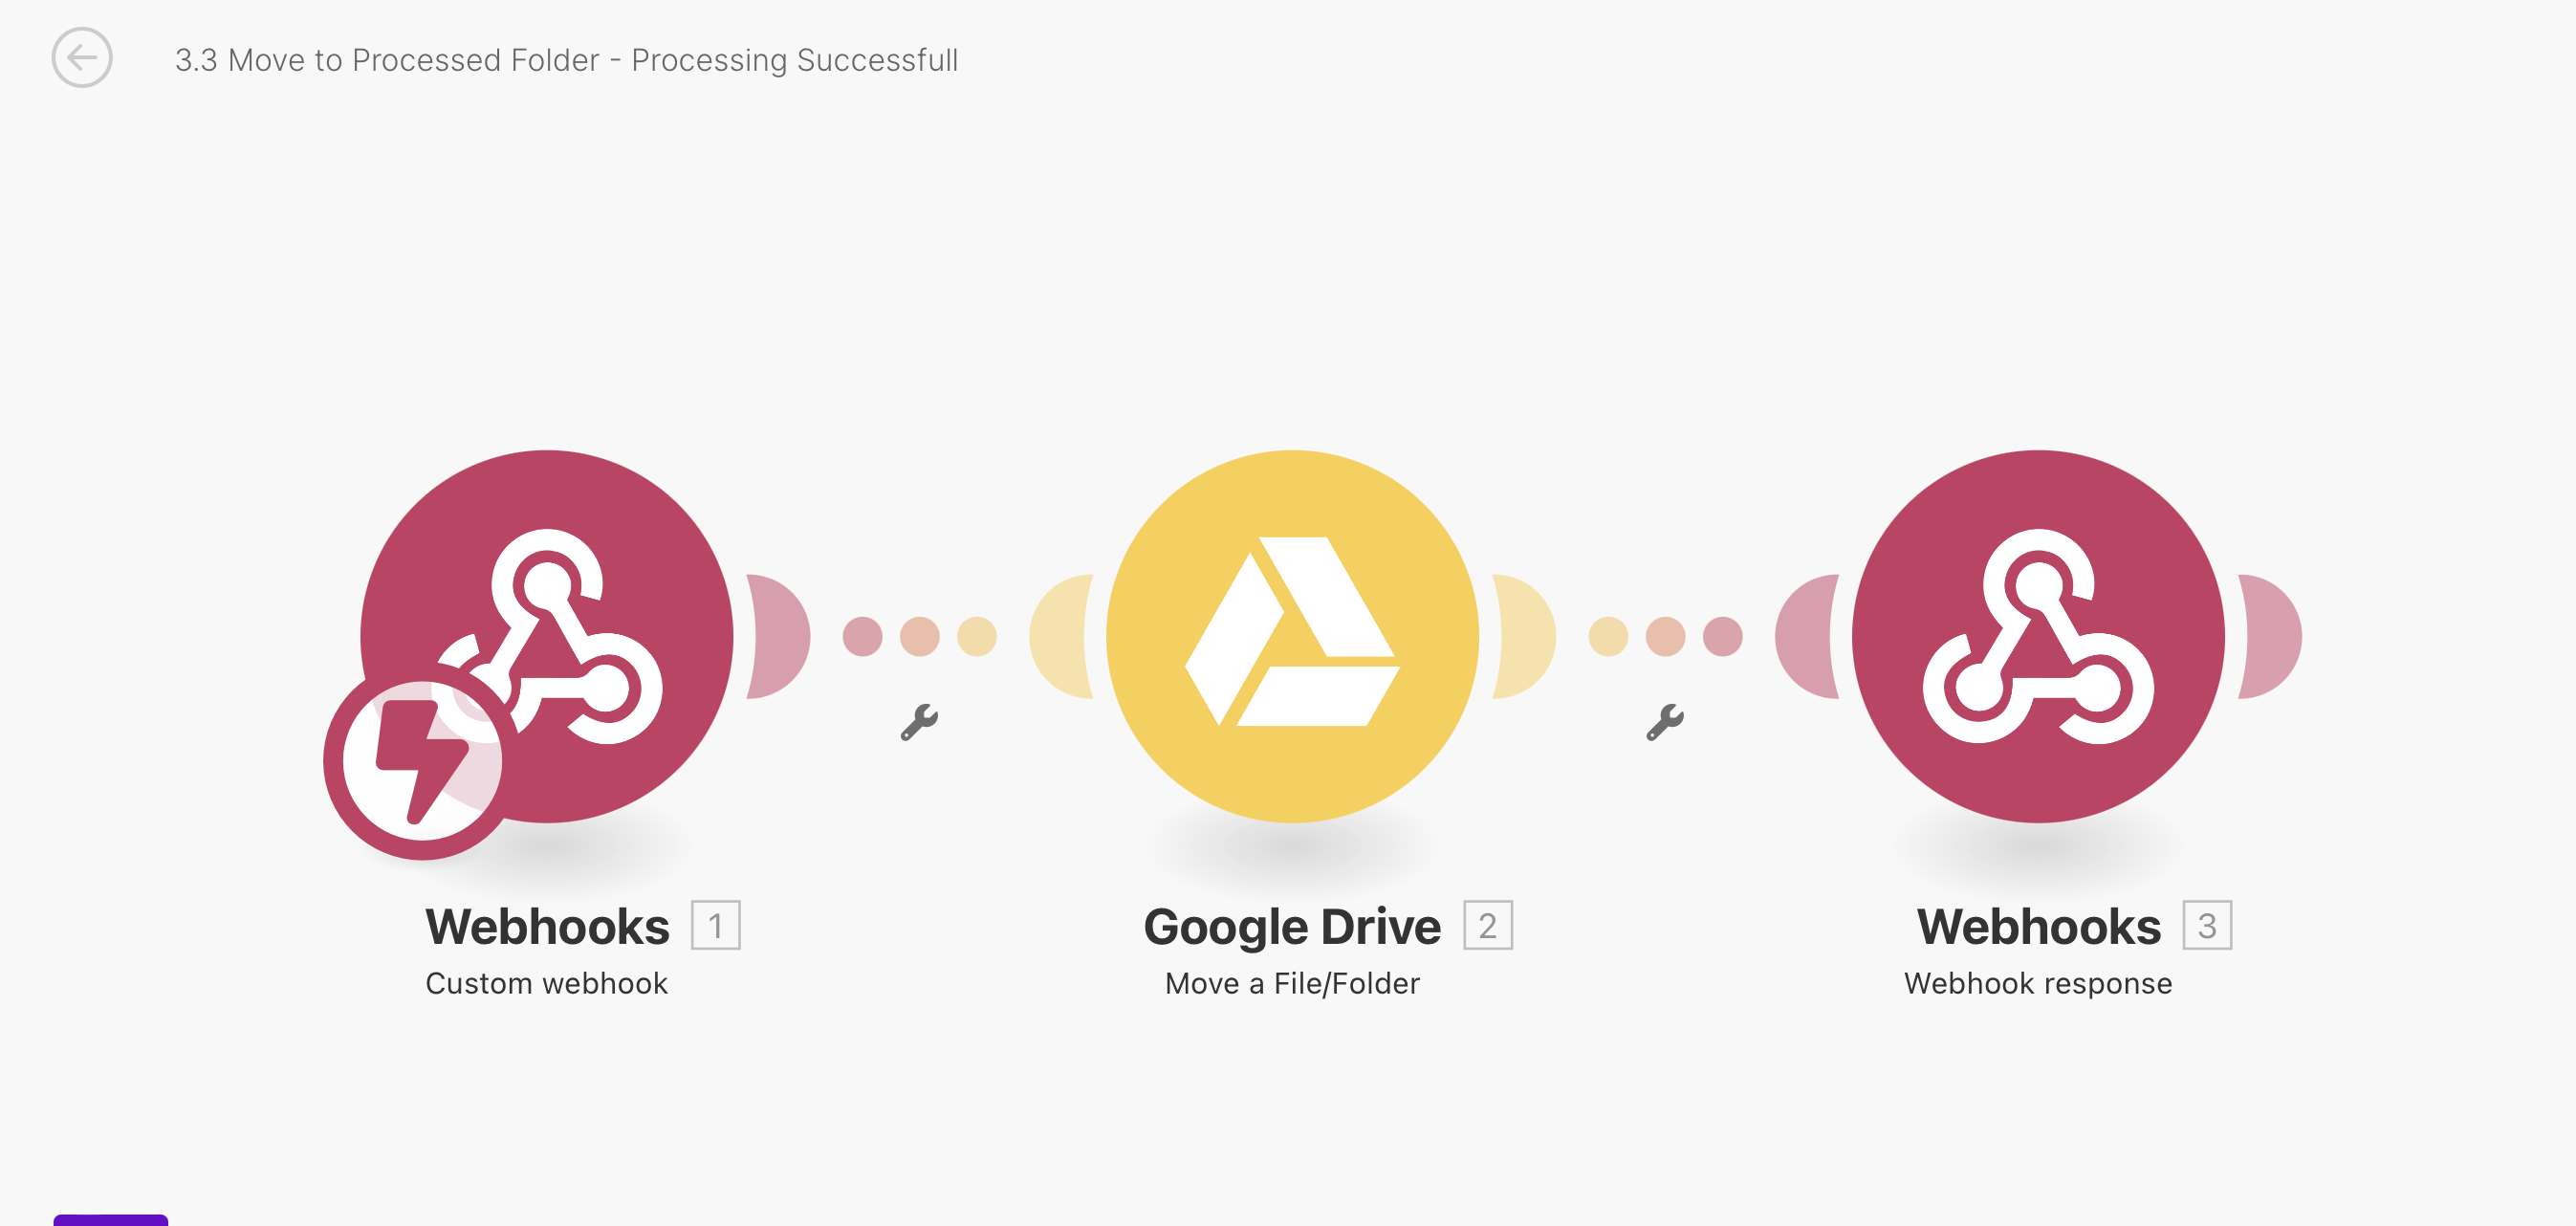 3.3 Move to Processed Folder - Processing Successfull
Webhooks 1
Custom webhook
Google Drive 2
Move a File/Folder
Webhooks 3
Webhook response